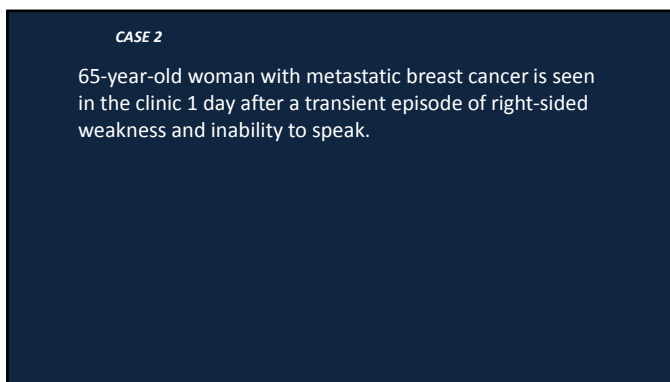 CASE 2
65-year-old woman with metastatic breast cancer is seen
in the clinic 1 day after a transient episode of right-sided
weakness and inability to speak.